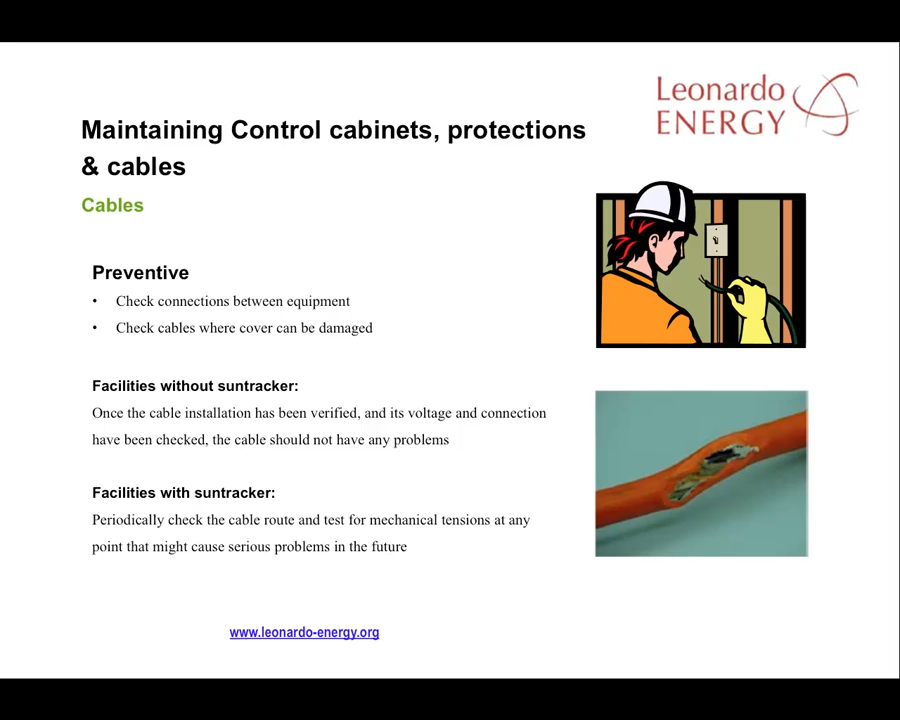 Leonardo
ENERGY
Maintaining Control cabinets, protections
& cables
Cables
Preventive
• Check connections between equipment
• Check cables where cover can be damaged
Facilities without suntracker:
Once the cable installation has been verified, and its voltage and connection
have been checked, the cable should not have any problems
Facilities with suntracker:
Periodically check the cable route and test for mechanical tensions at any
point that might cause serious problems in the future
www.leonardo-energy.org